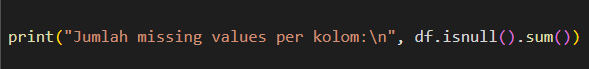 print("Jumlah missing values per kolom:\n", df.isnull().sum())